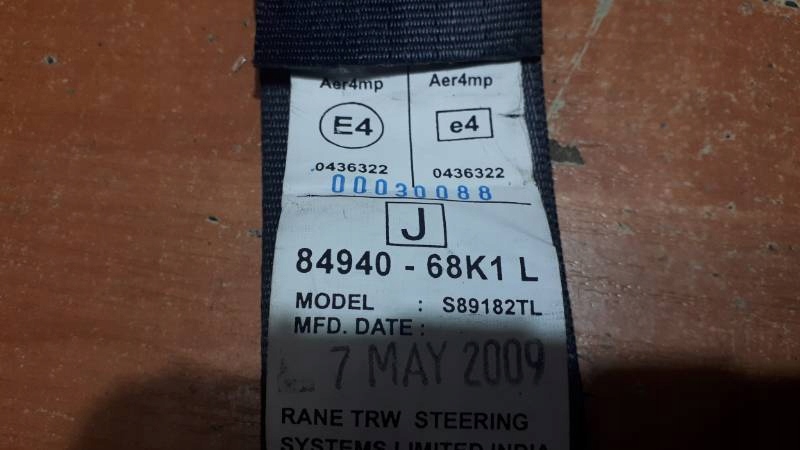 Aer4mp Aer4mp
E4 e4
.0436322 0436322
00030088
J
84940 - 68K1 L
MODEL : S89182TL
MFD. DATE :
7 MAY 2009
RANE TRW STEERING
SYSTEMS LIMITED INDIA